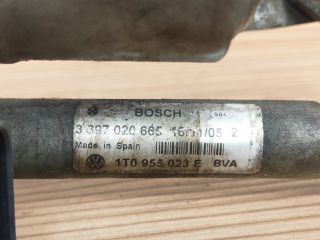 BOSCH
3 397 020 665 16/11/05 2
Made in Spain
1T0 955 023 E BVA